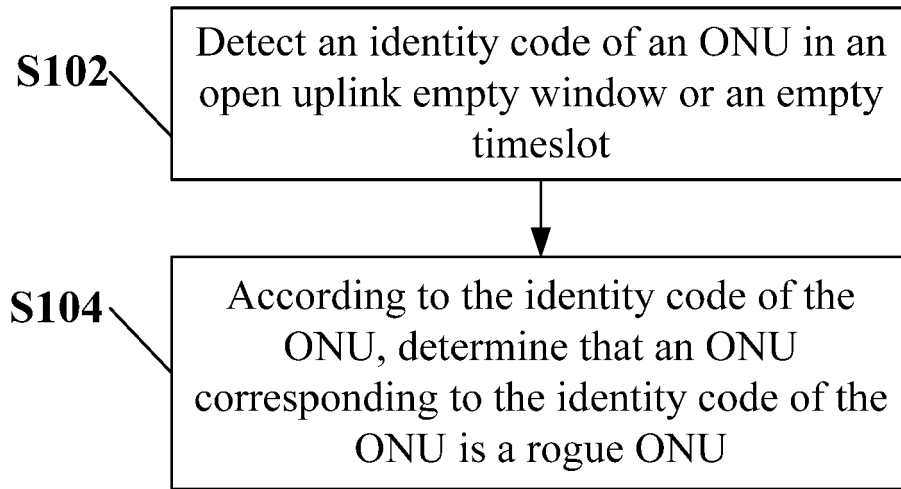 S102
Detect an identity code of an ONU in an
open uplink empty window or an empty
timeslot
S104
According to the identity code of the
ONU, determine that an ONU
corresponding to the identity code of the
ONU is a rogue ONU